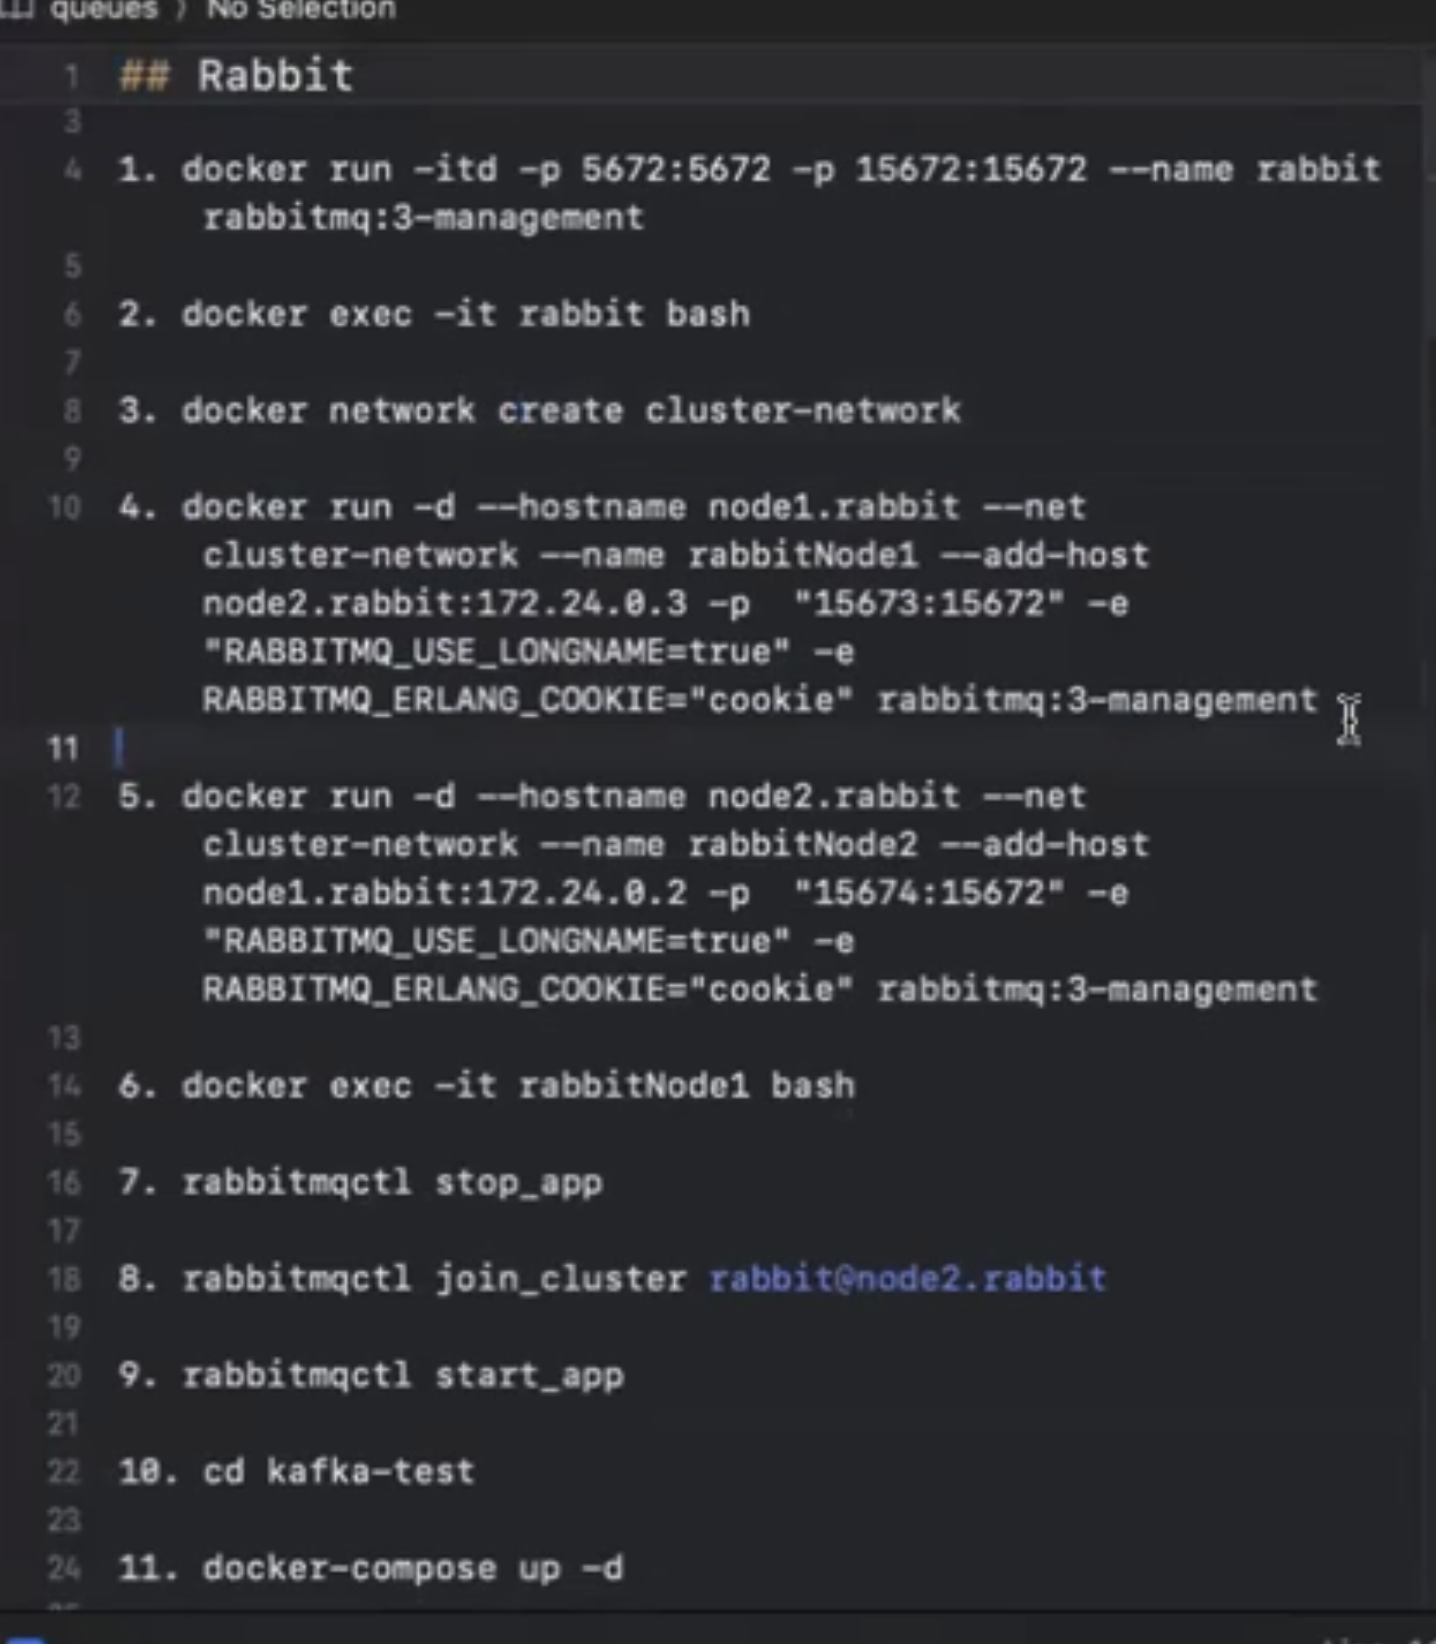 queues 〉 No Selection
1 ## Rabbit
3
4 1. docker run -itd -p 5672:5672 -p 15672:15672 --name rabbit
rabbitmq:3-management
5
6 2. docker exec -it rabbit bash
7
8 3. docker network create cluster-network
9
10 4. docker run -d --hostname node1.rabbit --net
cluster-network --name rabbitNode1 --add-host
node2.rabbit:172.24.0.3 -p  "15673:15672" -e
"RABBITMQ_USE_LONGNAME=true" -e
RABBITMQ_ERLANG_COOKIE="cookie" rabbitmq:3-management
11
12 5. docker run -d --hostname node2.rabbit --net
cluster-network --name rabbitNode2 --add-host
node1.rabbit:172.24.0.2 -p  "15674:15672" -e
"RABBITMQ_USE_LONGNAME=true" -e
RABBITMQ_ERLANG_COOKIE="cookie" rabbitmq:3-management
13
14 6. docker exec -it rabbitNode1 bash
15
16 7. rabbitmqctl stop_app
17
18 8. rabbitmqctl join_cluster rabbit@node2.rabbit
19
20 9. rabbitmqctl start_app
21
22 10. cd kafka-test
23
24 11. docker-compose up -d